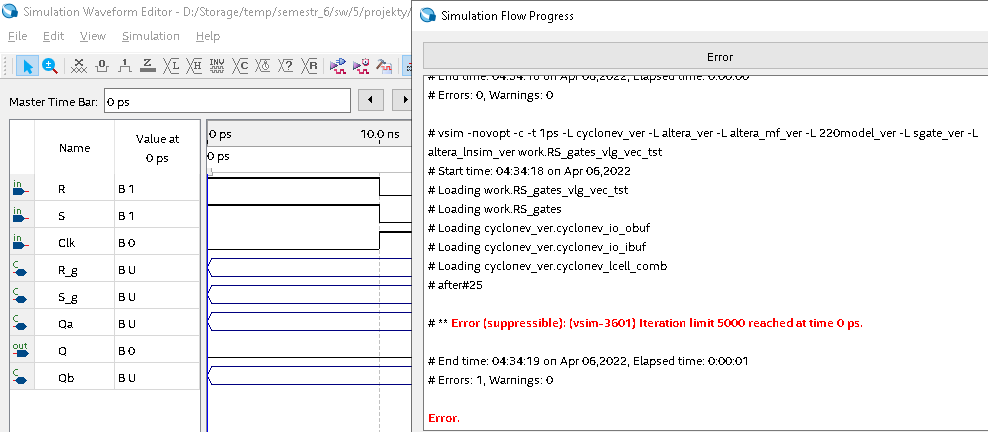 Simulation Waveform Editor - D:/Storage/temp/semestr_6/sw/5/projekty/
File Edit View Simulation Help
Master Time Bar: 0 ps
Name Value at 0 ps
0 ps 10.0 ns
0 ps
in R B 1
in S B 1
in Clk B 0
C R_g B U
C S_g B U
C Qa B U
out Q B 0
C Qb B U
Simulation Flow Progress
Error
# End time: 04:34:16 on Apr 06,2022, Elapsed time: 0:00:00
# Errors: 0, Warnings: 0
# vsim -novopt -c -t 1ps -L cyclonev_ver -L altera_ver -L altera_mf_ver -L 220model_ver -L sgate_ver -L
altera_lnsim_ver work.RS_gates_vlg_vec_tst
# Start time: 04:34:18 on Apr 06,2022
# Loading work.RS_gates_vlg_vec_tst
# Loading work.RS_gates
# Loading cyclonev_ver.cyclonev_io_obuf
# Loading cyclonev_ver.cyclonev_io_ibuf
# Loading cyclonev_ver.cyclonev_lcell_comb
# after#25
# ** Error (suppressible): (vsim-3601) Iteration limit 5000 reached at time 0 ps.
# End time: 04:34:19 on Apr 06,2022, Elapsed time: 0:00:01
# Errors: 1, Warnings: 0
Error.